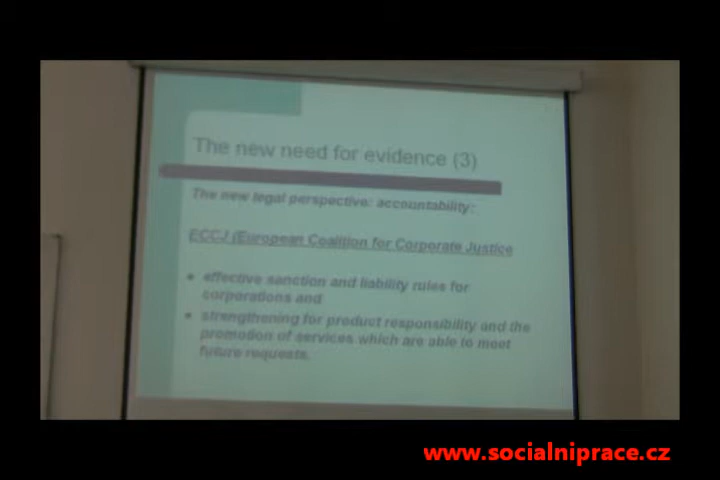 The new need for evidence (3)
The new legal perspective: accountability:
ECCJ (European Coalition for Corporate Justice
effective sanction and liability rules for
corporations and
strengthening for product responsibility and the
promotion of services which are able to meet
future requests.
www.socialniprace.cz